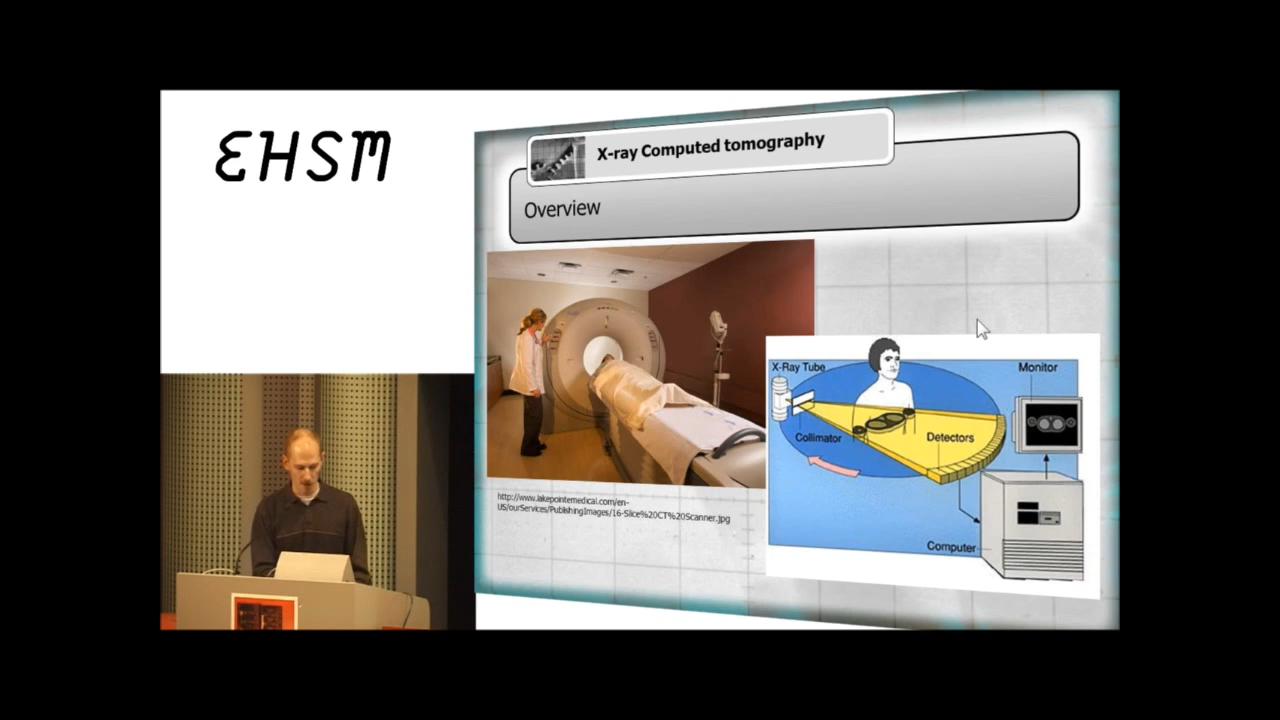 EHSM
X-ray Computed tomography
Overview
http://www.lakepointemedical.com/en-
US/ourServices/PublishingImages/16-Slice%20CT%20Scanner.jpg
X-Ray Tube
Monitor
Collimator
Detectors
Computer